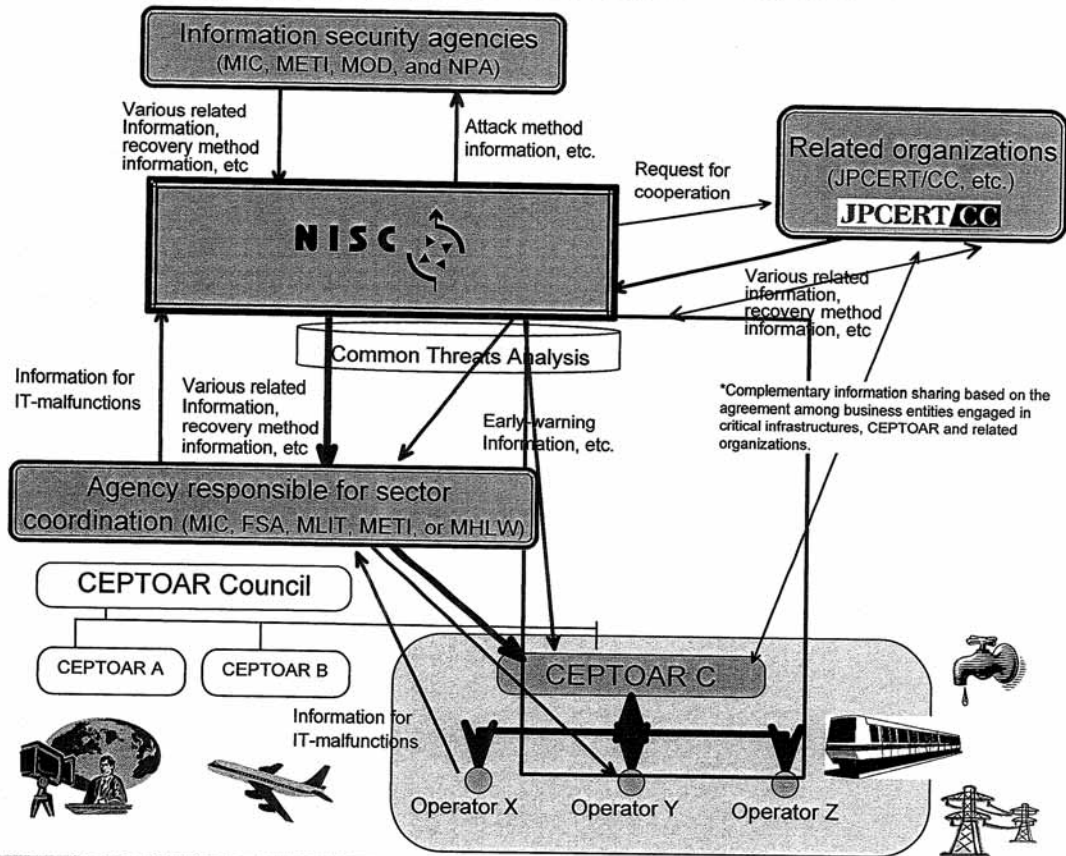 Information security agencies
(MIC, METI, MOD, and NPA)
Various related
Information,
recovery method
information, etc
Attack method
information, etc.
Request for
cooperation
Related organizations
(JPCERT/CC, etc.)
JPCERT/CC
NISC
Various related
information,
recovery method
information, etc
Common Threats Analysis
Information for
IT-malfunctions
Various related
Information,
recovery method
information, etc
Early-warning
Information, etc.
*Complementary information sharing based on the
agreement among business entities engaged in
critical infrastructures, CEPTOAR and related
organizations.
Agency responsible for sector
coordination (MIC, FSA, MLIT, METI, or MHLW)
CEPTOAR Council
CEPTOAR A
CEPTOAR B
CEPTOAR C
Information for
IT-malfunctions
Operator X
Operator Y
Operator Z